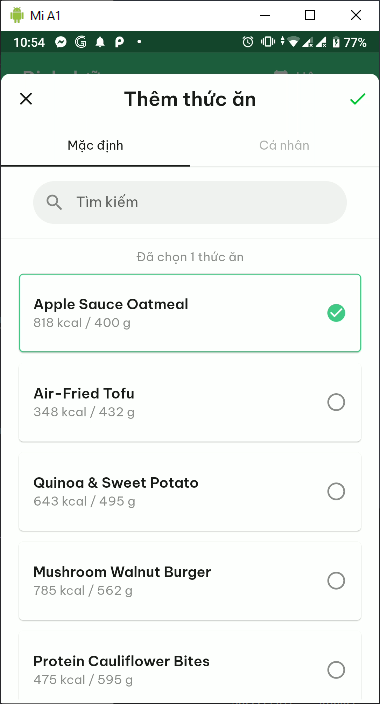 Mi A1
10:54
77%
Thêm thức ăn
Mặc định
Cá nhân
Tìm kiếm
Đã chọn 1 thức ăn
Apple Sauce Oatmeal
818 kcal / 400 g
Air-Fried Tofu
348 kcal / 432 g
Quinoa & Sweet Potato
643 kcal / 495 g
Mushroom Walnut Burger
785 kcal / 562 g
Protein Cauliflower Bites
475 kcal / 595 g